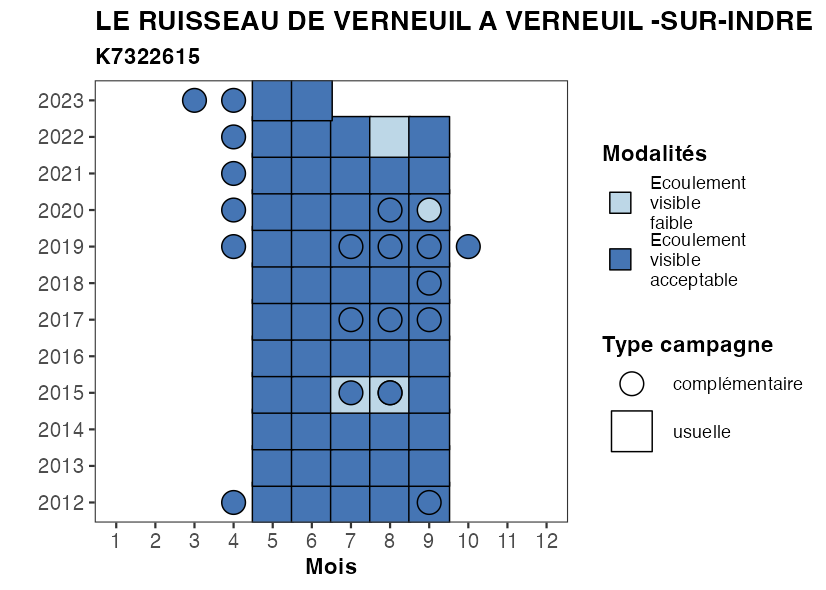 LE RUISSEAU DE VERNEUIL A VERNEUIL -SUR-INDRE
K7322615
2023
2022
2021
2020
2019
2018
2017
2016
2015
2014
2013
2012
1 2 3 4 5 6 7 8 9 10 11 12
Mois
Modalités
Ecoulement
visible
faible
Ecoulement
visible
acceptable
Type campagne
complémentaire
usuelle